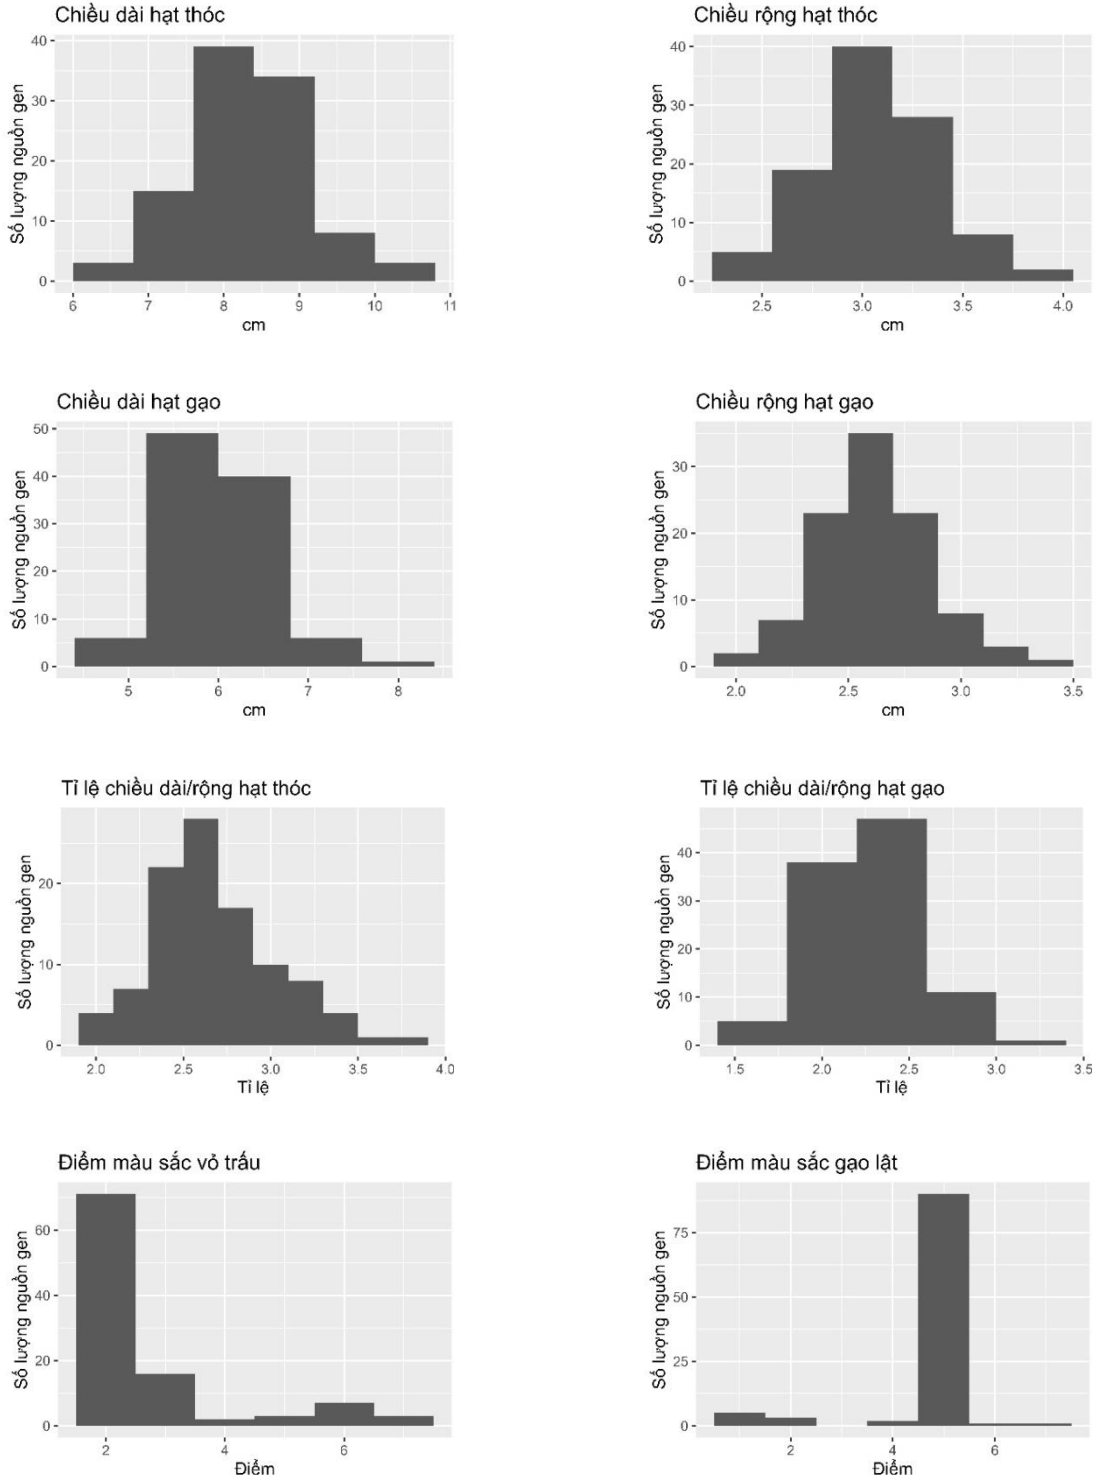 Chiều dài hạt thóc
Số lượng nguồn gen
40
30
20
10
0
6 7 8 9 10 11
cm
Chiều rộng hạt thóc
Số lượng nguồn gen
40
30
20
10
0
2.5 3.0 3.5 4.0
cm
Chiều dài hạt gạo
Số lượng nguồn gen
50
40
30
20
10
0
5 6 7 8
cm
Chiều rộng hạt gạo
Số lượng nguồn gen
30
20
10
0
2.0 2.5 3.0 3.5
cm
Tỉ lệ chiều dài/rộng hạt thóc
Số lượng nguồn gen
20
10
0
2.0 2.5 3.0 3.5 4.0
Tỉ lệ
Tỉ lệ chiều dài/rộng hạt gạo
Số lượng nguồn gen
40
30
20
10
0
1.5 2.0 2.5 3.0 3.5
Tỉ lệ
Điểm màu sắc vỏ trấu
Số lượng nguồn gen
60
40
20
0
2 4 6
Điểm
Điểm màu sắc gạo lật
Số lượng nguồn gen
75
50
25
0
2 4 6
Điểm